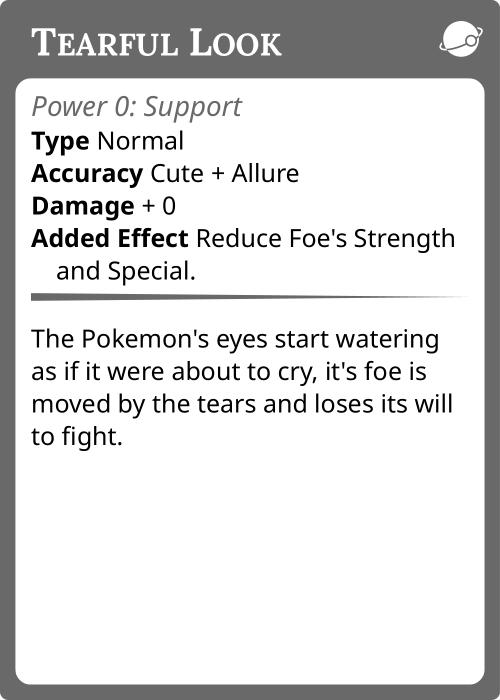 Tearful Look
Power 0: Support
Type Normal
Accuracy Cute + Allure
Damage + 0
Added Effect Reduce Foe's Strength
and Special.
The Pokemon's eyes start watering
as if it were about to cry, it's foe is
moved by the tears and loses its will
to fight.